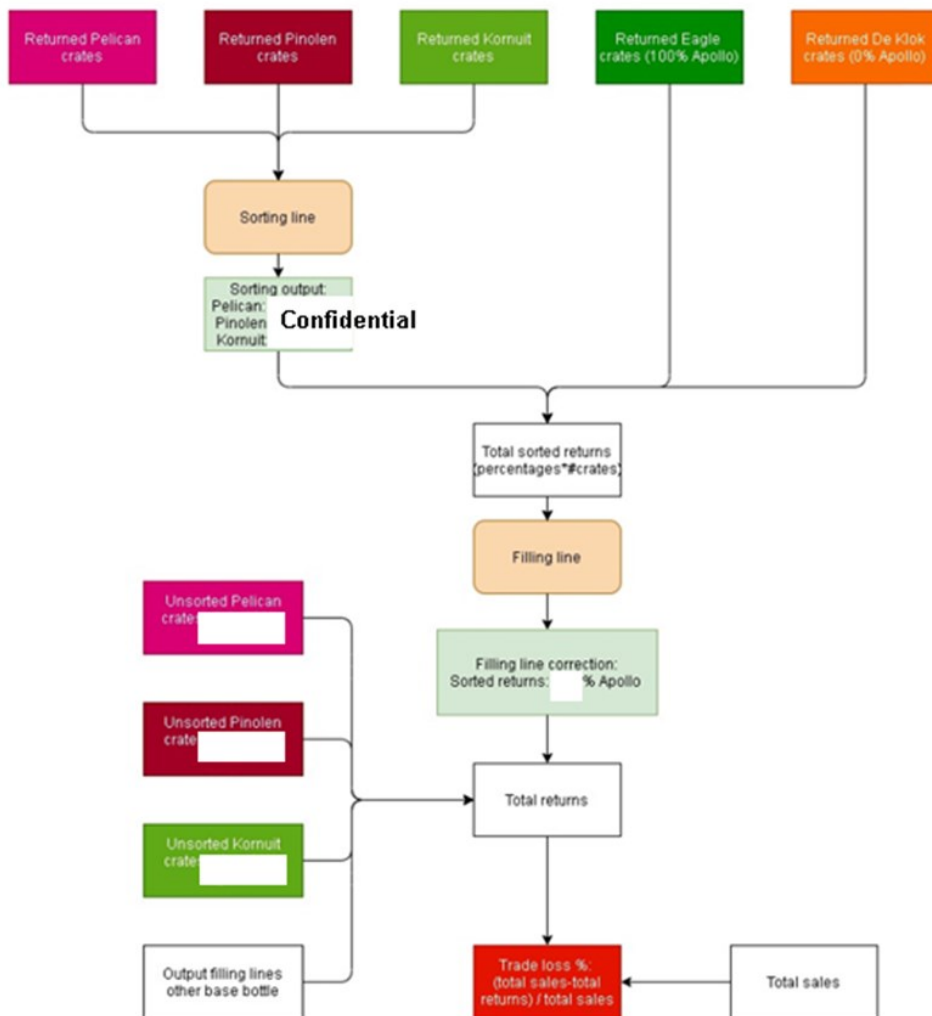 Returned Pelican
crates
Returned Pinolen
crates
Returned Kornuit
crates
Returned Eagle
crates (100% Apollo)
Returned De Klok
crates (0% Apollo)
Sorting line
Sorting output:
Pelican:
Pinolen
Kornuit:
Confidential
Total sorted returns
(percentages*#crates)
Filling line
Unsorted Pelican
crates
Filling line correction:
Sorted returns: % Apollo
Unsorted Pinolen
crates
Total returns
Unsorted Kornuit
crates
Output filling lines
other base bottle
Trade loss %:
(total sales-total
returns) / total sales
Total sales